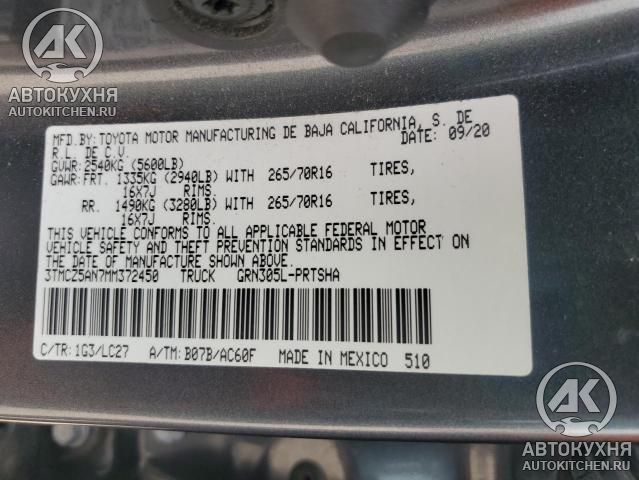 AK
АВТОКУХНЯ
AUTOKITCHEN.RU
MFD.BY:TOYOTA MOTOR MANUFACTURING DE BAJA CALIFORNIA, S. DE
R.L. DE C.V. DATE: 09/20
GVWR: 2540KG (5600LB)
GAWR:FRT. 1335KG (2940LB) WITH 265/70R16 TIRES,
16X7J RIMS.
RR. 1490KG (3280LB) WITH 265/70R16 TIRES,
16X7J RIMS.
THIS VEHICLE CONFORMS TO ALL APPLICABLE FEDERAL MOTOR
VEHICLE SAFETY AND THEFT PREVENTION STANDARDS IN EFFECT ON
THE DATE OF MANUFACTURE SHOWN ABOVE.
3TMCZ5AN7MM372450 TRUCK GRN305L-PRTSHA
C/TR:1G3/LC27 A/TM:B07B/AC60F MADE IN MEXICO 510
AK
АВТОКУХНЯ
AUTOKITCHEN.RU